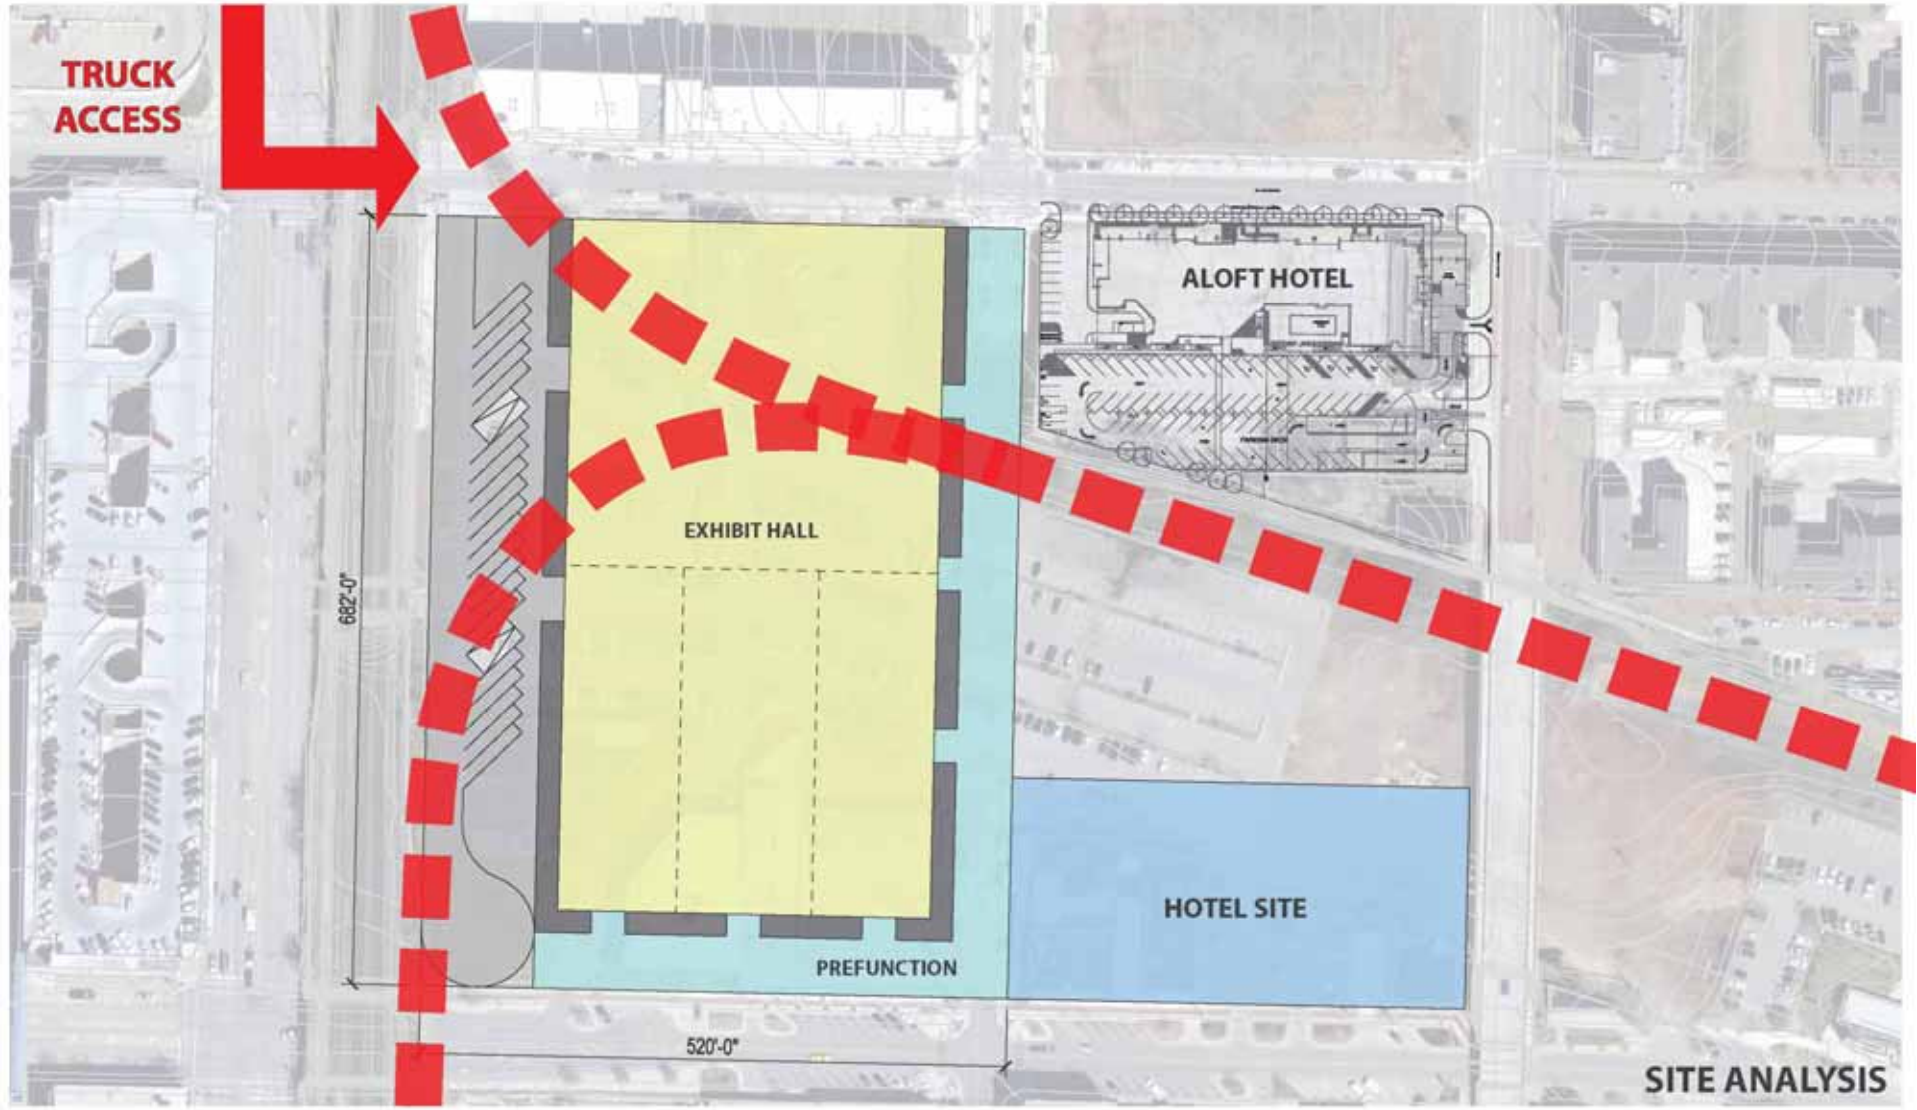 TRUCK
ACCESS
ALOFT HOTEL
EXHIBIT HALL
682'-0"
HOTEL SITE
PREFUNCTION
520'-0"
SITE ANALYSIS